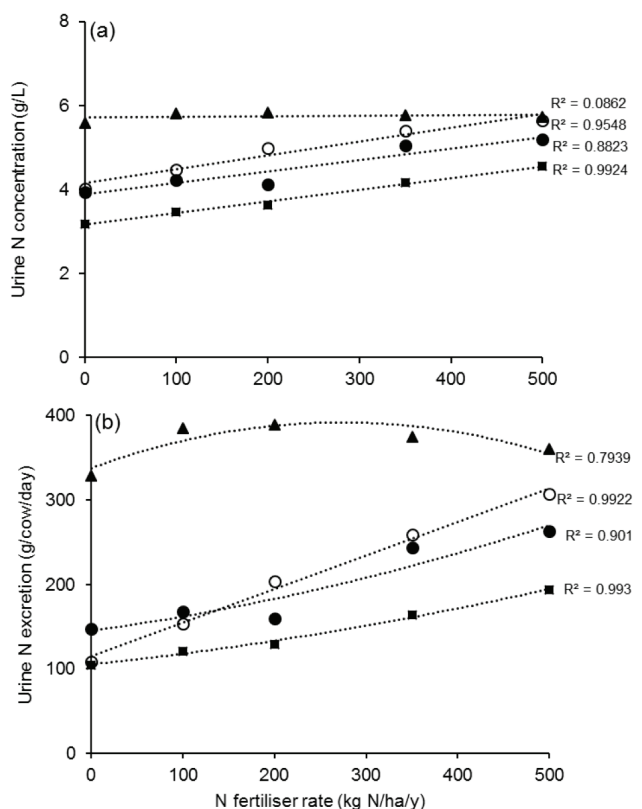 (a)
Urine N concentration (g/L)
8
6
4
2
0
0 100 200 300 400 500
R² = 0.0862
R² = 0.9548
R² = 0.8823
R² = 0.9924
(b)
Urine N excretion (g/cow/day)
400
300
200
100
0
0 100 200 300 400 500
R² = 0.7939
R² = 0.9922
R² = 0.901
R² = 0.993
N fertiliser rate (kg N/ha/y)